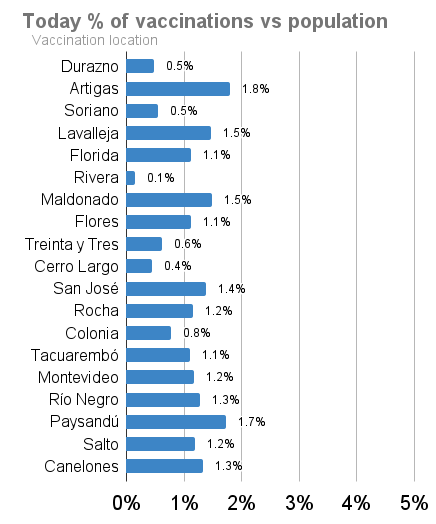 Today % of vaccinations vs population
Vaccination location
Durazno 0.5%
Artigas 1.8%
Soriano 0.5%
Lavalleja 1.5%
Florida 1.1%
Rivera 0.1%
Maldonado 1.5%
Flores 1.1%
Treinta y Tres 0.6%
Cerro Largo 0.4%
San José 1.4%
Rocha 1.2%
Colonia 0.8%
Tacuarembó 1.1%
Montevideo 1.2%
Río Negro 1.3%
Paysandú 1.7%
Salto 1.2%
Canelones 1.3%
0% 1% 2% 3% 4% 5%